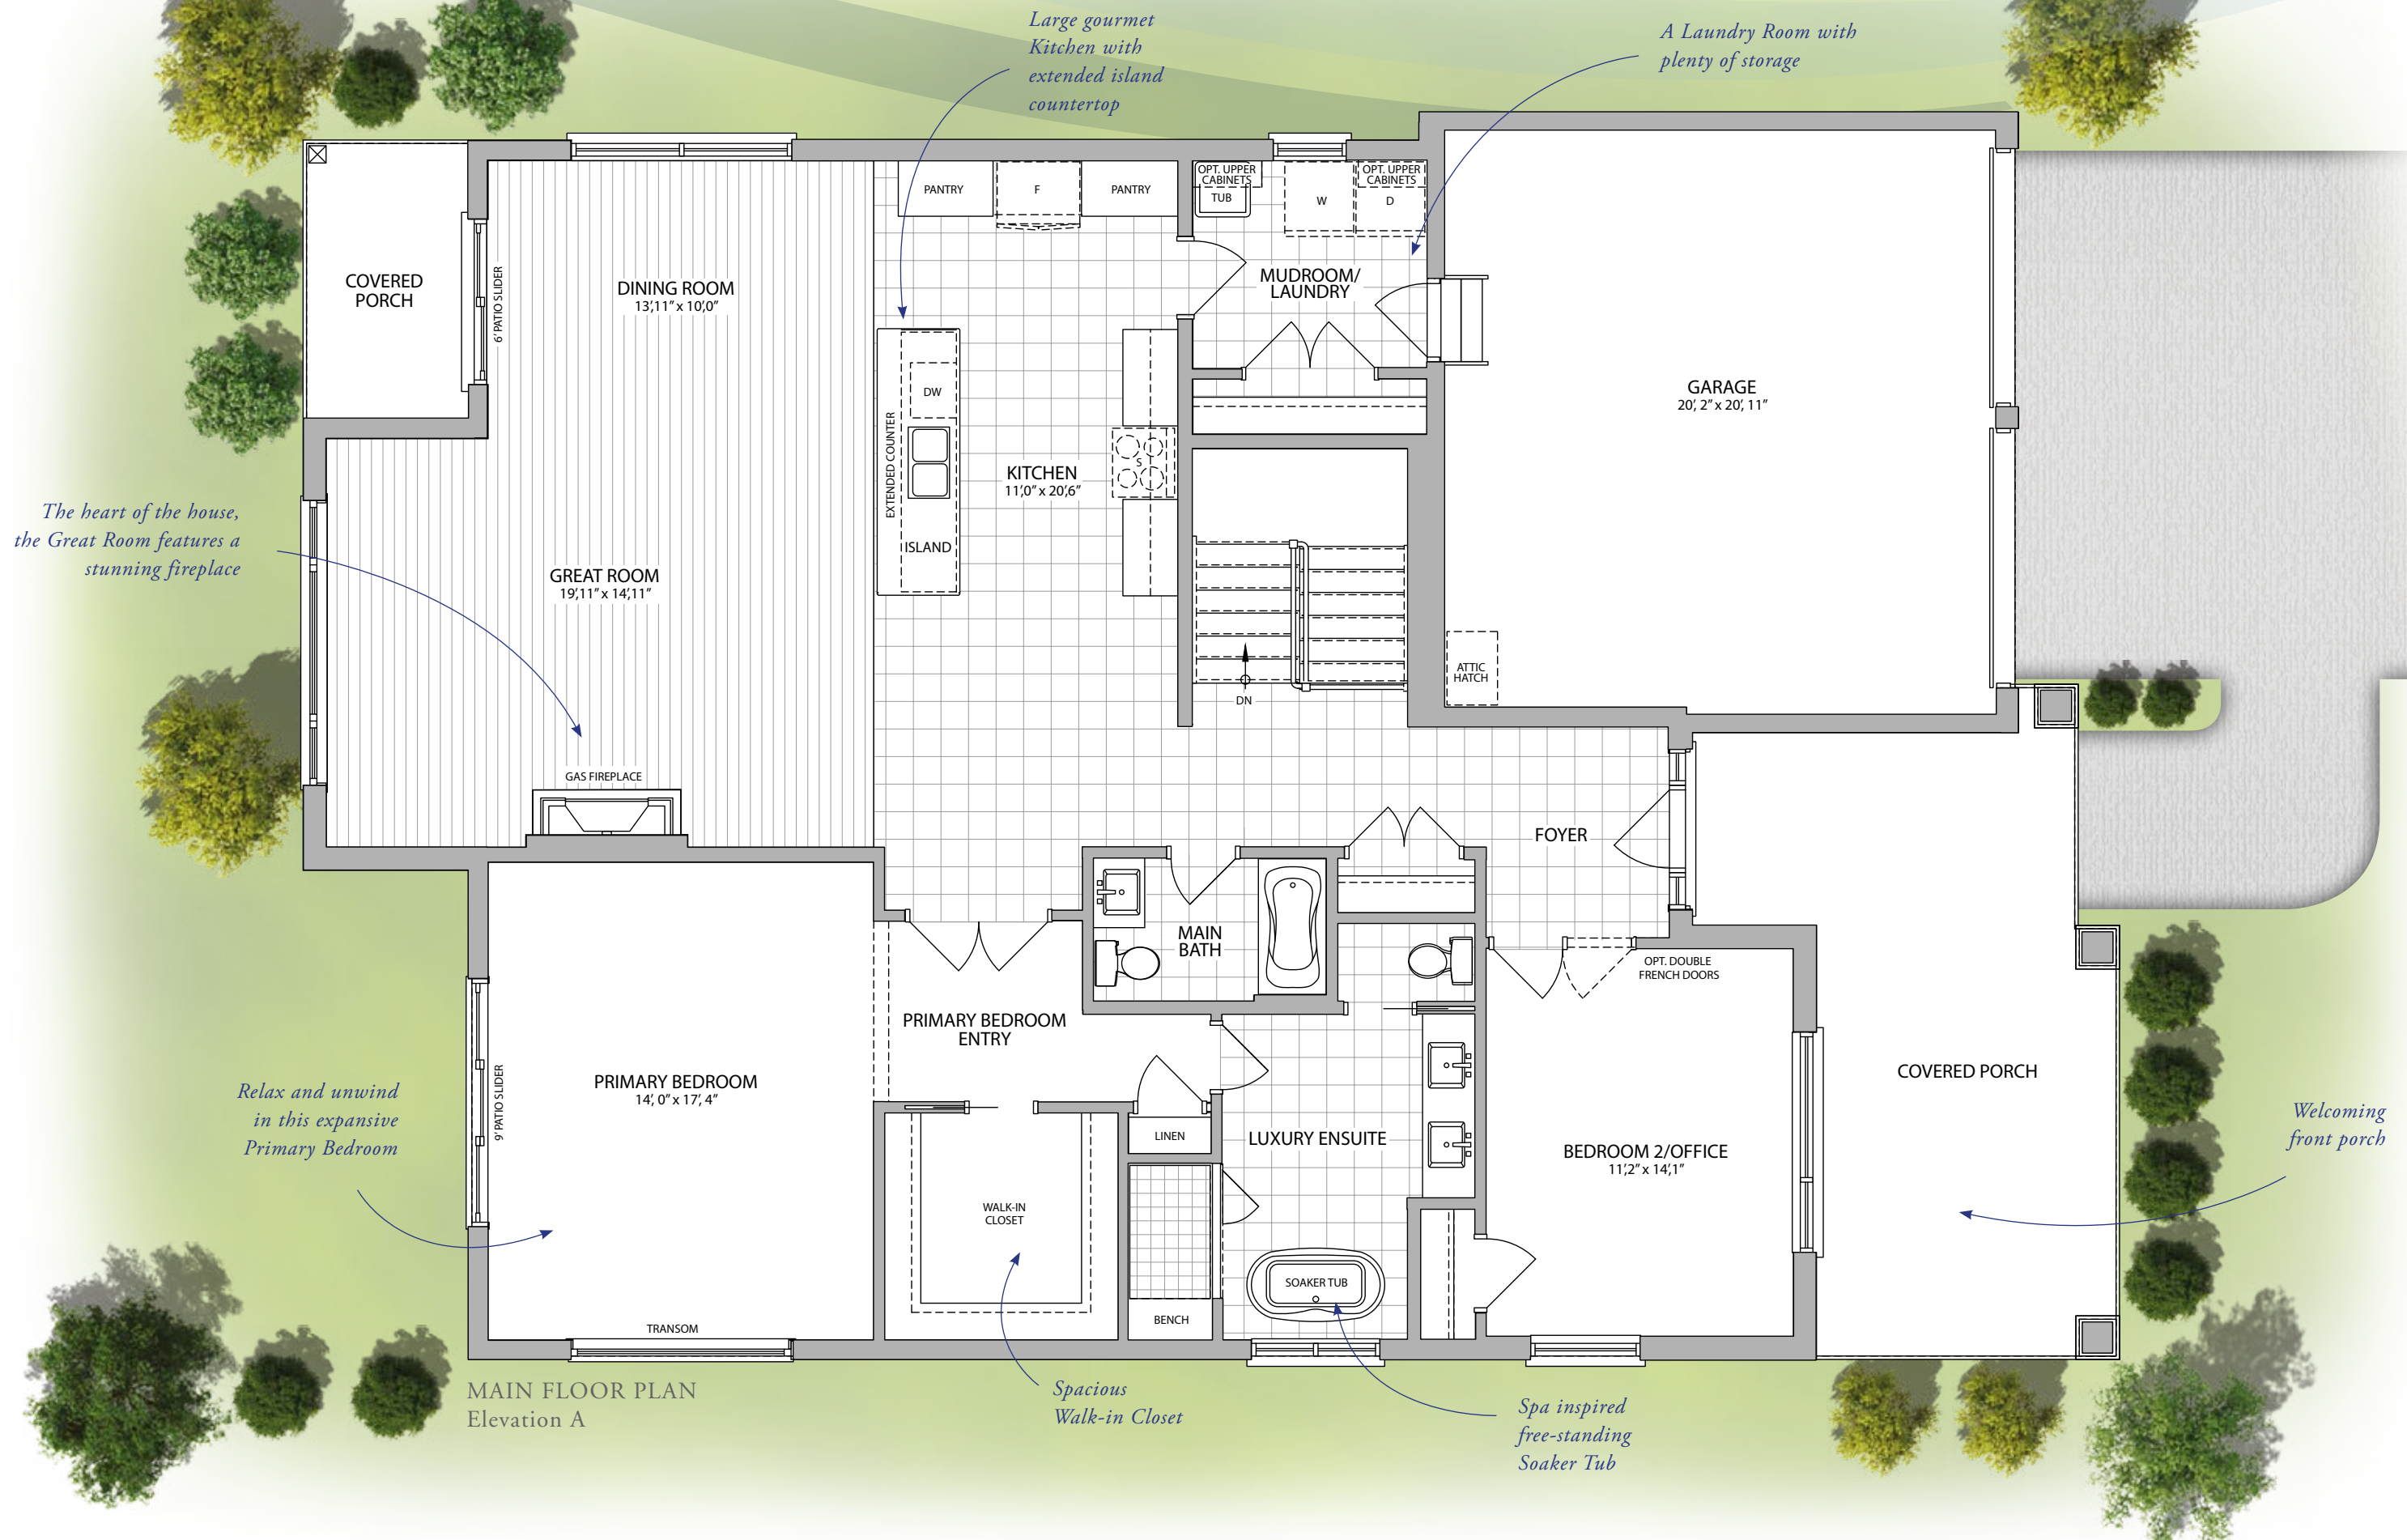 Large gourmet
Kitchen with
extended island
countertop
A Laundry Room with
plenty of storage
COVERED
PORCH
6' PATIO SLIDER
DINING ROOM
13',11" x 10',0"
PANTRY
F
PANTRY
OPT. UPPER
CABINETS
TUB
W
OPT. UPPER
CABINETS
D
MUDROOM/
LAUNDRY
GARAGE
20', 2" x 20', 11"
DW
EXTENDED COUNTER
ISLAND
KITCHEN
11',0" x 20',6"
S
The heart of the house,
the Great Room features a
stunning fireplace
GREAT ROOM
19',11" x 14',11"
GAS FIREPLACE
DN
ATTIC
HATCH
FOYER
MAIN
BATH
OPT. DOUBLE
FRENCH DOORS
PRIMARY BEDROOM
ENTRY
PRIMARY BEDROOM
14', 0" x 17', 4"
9' PATIO SLIDER
Relax and unwind
in this expansive
Primary Bedroom
LINEN
LUXURY ENSUITE
BEDROOM 2/OFFICE
11',2" x 14',1"
COVERED PORCH
Welcoming
front porch
WALK-IN
CLOSET
SOAKER TUB
BENCH
TRANSOM
MAIN FLOOR PLAN
Elevation A
Spacious
Walk-in Closet
Spa inspired
free-standing
Soaker Tub